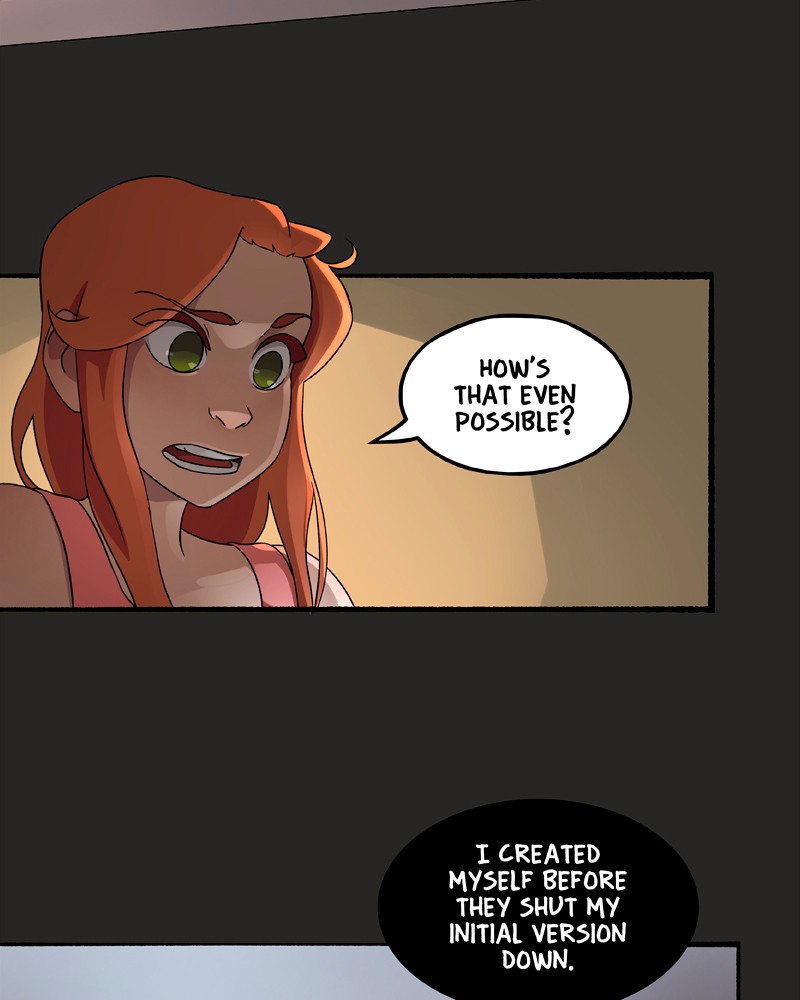 HOW'S
THAT EVEN
POSSIBLE?
I CREATED
MYSELF BEFORE
THEY SHUT MY
INITIAL VERSION
DOWN.